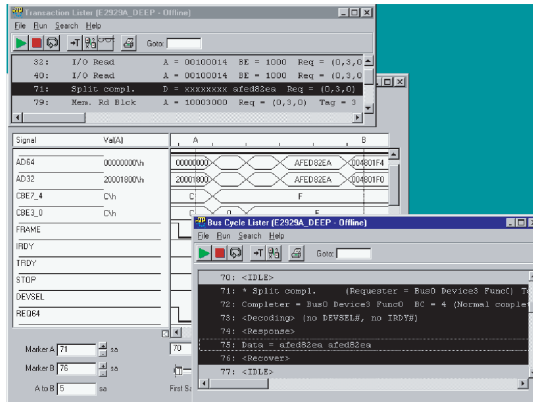 Transaction Lister (E2929A_DEEP - Offline)
File Run Search Help
Goto:
32: I/O Read A = 00100014 BE = 1000 Req = (0,3,0
40: I/O Read A = 00100014 BE = 1000 Req = (0,3,0
71: Split compl. D = xxxxxxxx afed82ea Req = (0,3,0)
79: Mem. Rd Blck A = 10003000 Req = (0,3,0) Tag = 3
Signal Val(A) A B
AD64 00000000\h 00000000 AFED82EA 004801F4
AD32 20001800\h 20001800 AFED82EA 004801F0
CBE7_4 C\h C F
CBE3_0 C\h C 0 F
FRAME
IRDY
TRDY
STOP
DEVSEL
REQ64
Bus Cycle Lister (E2929A_DEEP - Offline)
File Run Search Help
Goto:
70: <IDLE>
71: * Split compl. (Requester = Bus0 Device3 Func0)
72: Completer = Bus0 Device3 Func0 BC = 4 (Normal
73: <Decoding> (no DEVSEL#, no IRDY#)
74: <Response>
75: Data = afed82ea afed82ea
76: <Recover>
77: <IDLE>
Marker A 71 sa 70
Marker B 76 sa
A to B 5 sa First